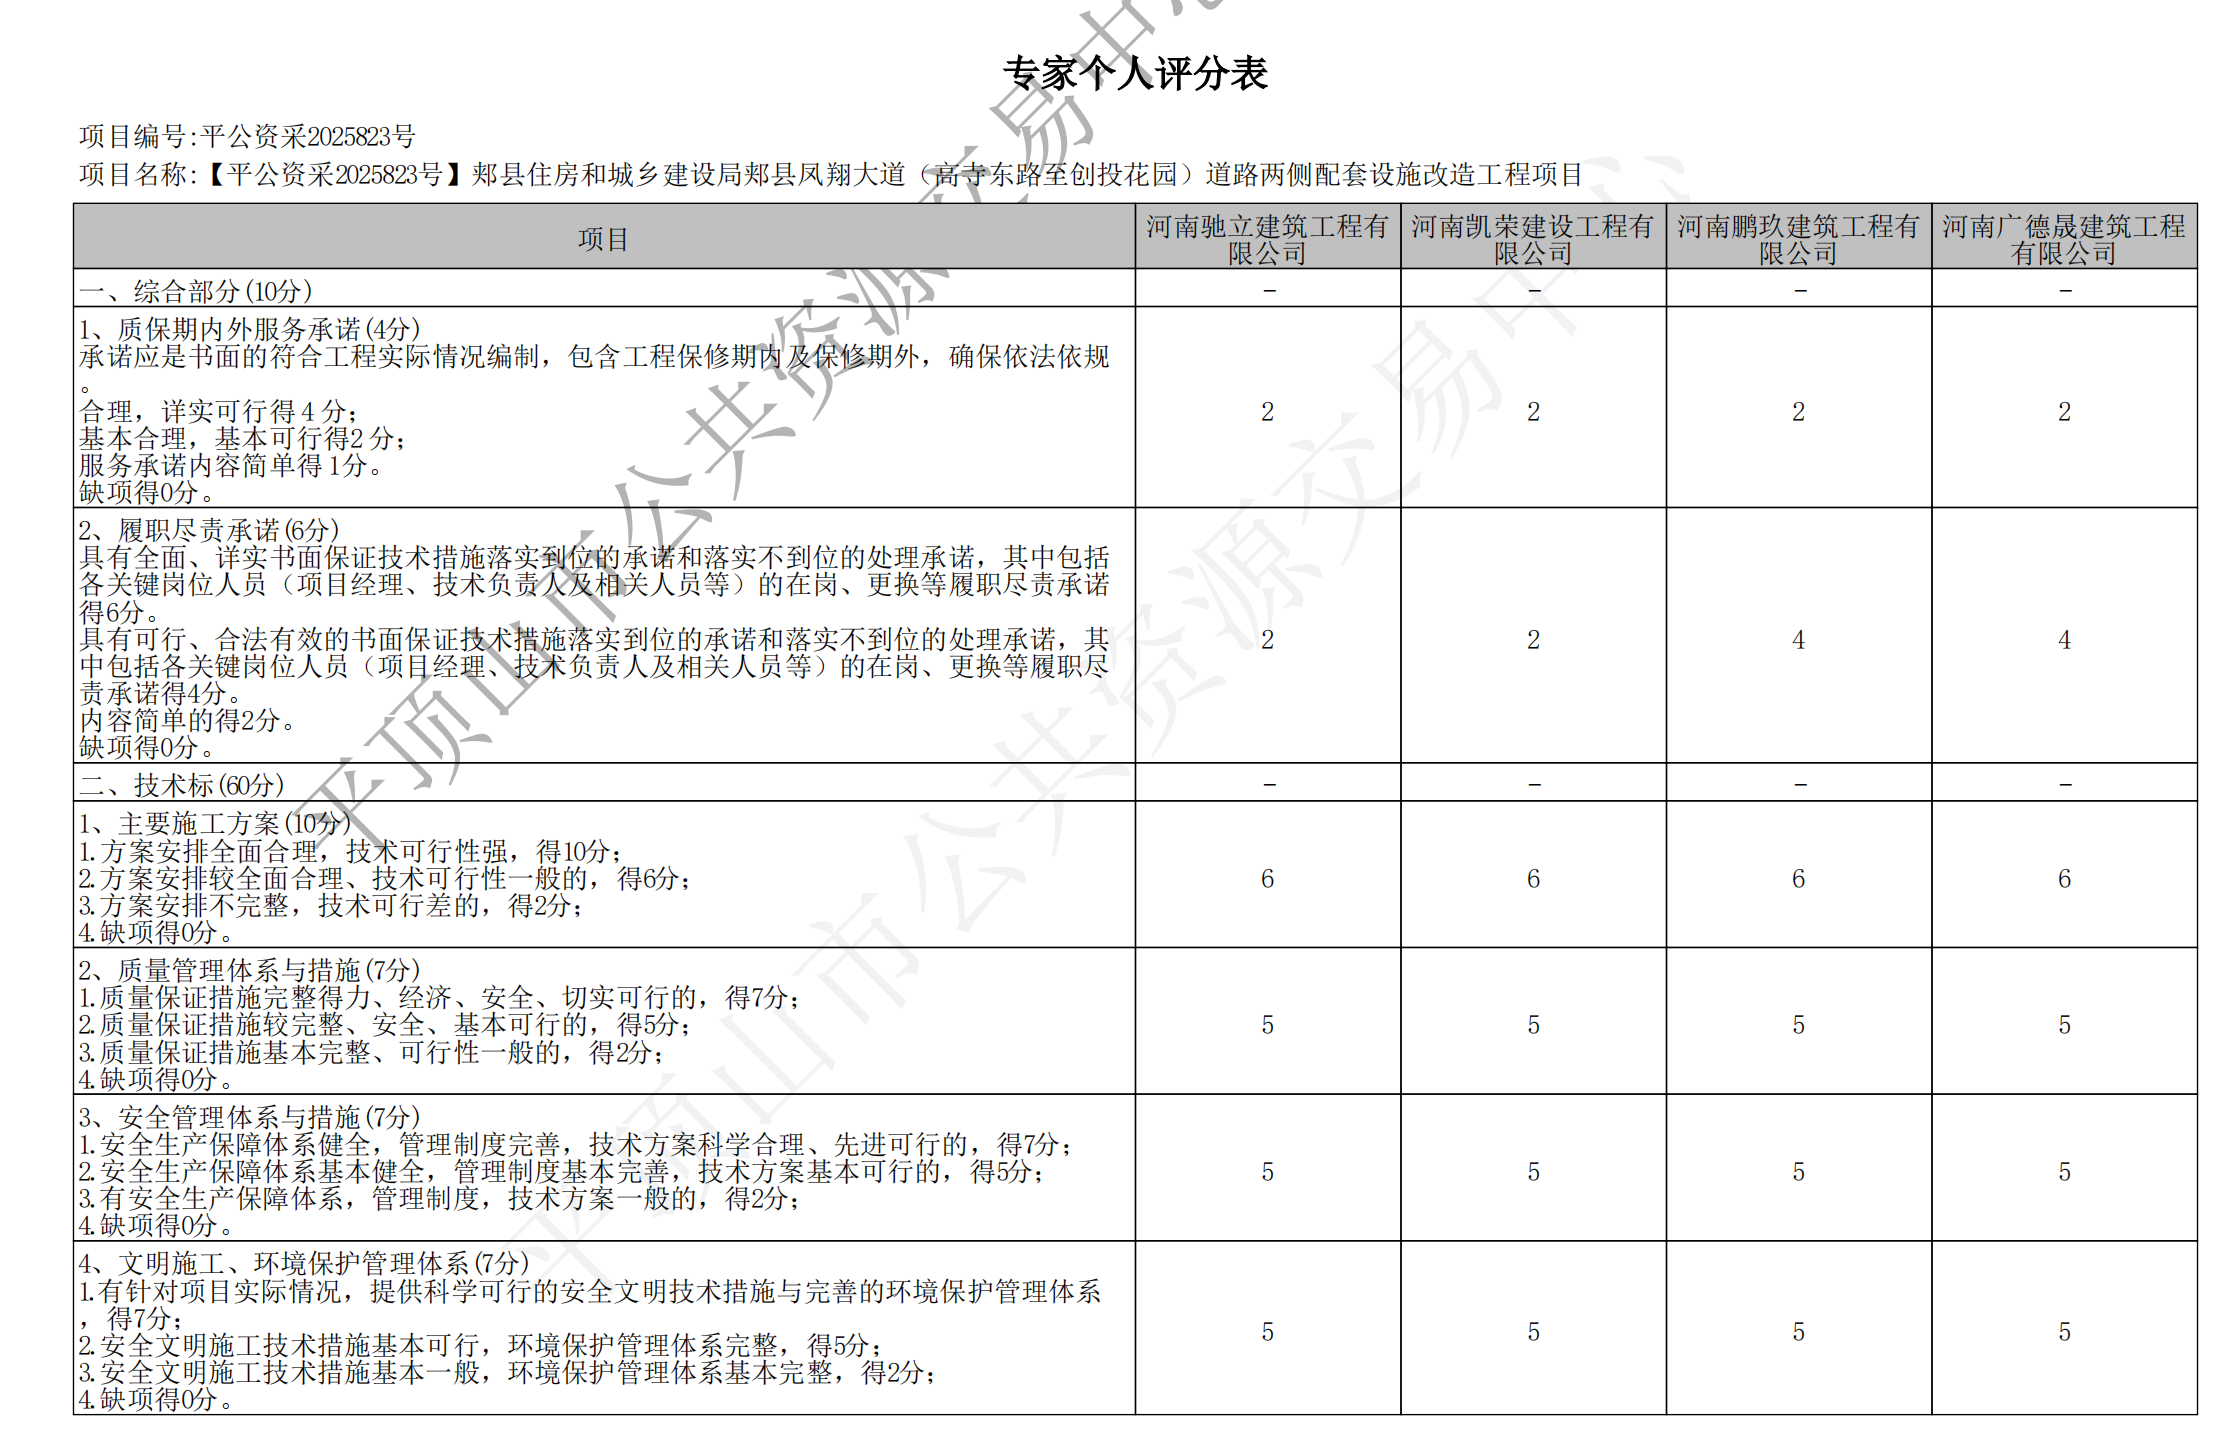 专家个人评分表
项目编号:平公资采2025823号
项目名称:【平公资采2025823号】郏县住房和城乡建设局郏县凤翔大道（高寺东路至创投花园）道路两侧配套设施改造工程项目
项目 河南驰立建筑工程有限公司 河南凯荣建设工程有限公司 河南鹏玖建筑工程有限公司 河南广德晟建筑工程有限公司
一、综合部分(10分) - - - -
1、质保期内外服务承诺(4分)
承诺应是书面的符合工程实际情况编制，包含工程保修期内及保修期外，确保依法依规
。
合理，详实可行得 4 分；
基本合理，基本可行得2 分；
服务承诺内容简单得 1分。
缺项得0分。
2 2 2 2
2、履职尽责承诺(6分)
具有全面、详实书面保证技术措施落实到位的承诺和落实不到位的处理承诺，其中包括
各关键岗位人员（项目经理、技术负责人及相关人员等）的在岗、更换等履职尽责承诺
得6分。
具有可行、合法有效的书面保证技术措施落实到位的承诺和落实不到位的处理承诺，其
中包括各关键岗位人员（项目经理、技术负责人及相关人员等）的在岗、更换等履职尽
责承诺得4分。
内容简单的得2分。
缺项得0分。
2 2 4 4
二、技术标(60分) - - - -
1、主要施工方案(10分)
1.方案安排全面合理，技术可行性强，得10分；
2.方案安排较全面合理、技术可行性一般的，得6分；
3.方案安排不完整，技术可行差的，得2分；
4.缺项得0分。
6 6 6 6
2、质量管理体系与措施(7分)
1.质量保证措施完整得力、经济、安全、切实可行的，得7分；
2.质量保证措施较完整、安全、基本可行的，得5分；
3.质量保证措施基本完整、可行性一般的，得2分；
4.缺项得0分。
5 5 5 5
3、安全管理体系与措施(7分)
1.安全生产保障体系健全，管理制度完善，技术方案科学合理、先进可行的，得7分；
2.安全生产保障体系基本健全，管理制度基本完善，技术方案基本可行的，得5分；
3.有安全生产保障体系，管理制度，技术方案一般的，得2分；
4.缺项得0分。
5 5 5 5
4、文明施工、环境保护管理体系(7分)
1.有针对项目实际情况，提供科学可行的安全文明技术措施与完善的环境保护管理体系
，得7分；
2.安全文明施工技术措施基本可行，环境保护管理体系完整，得5分；
3.安全文明施工技术措施基本一般，环境保护管理体系基本完整，得2分；
4.缺项得0分。
5 5 5 5
平顶山市公共资源交易中心
平顶山市公共资源交易中心